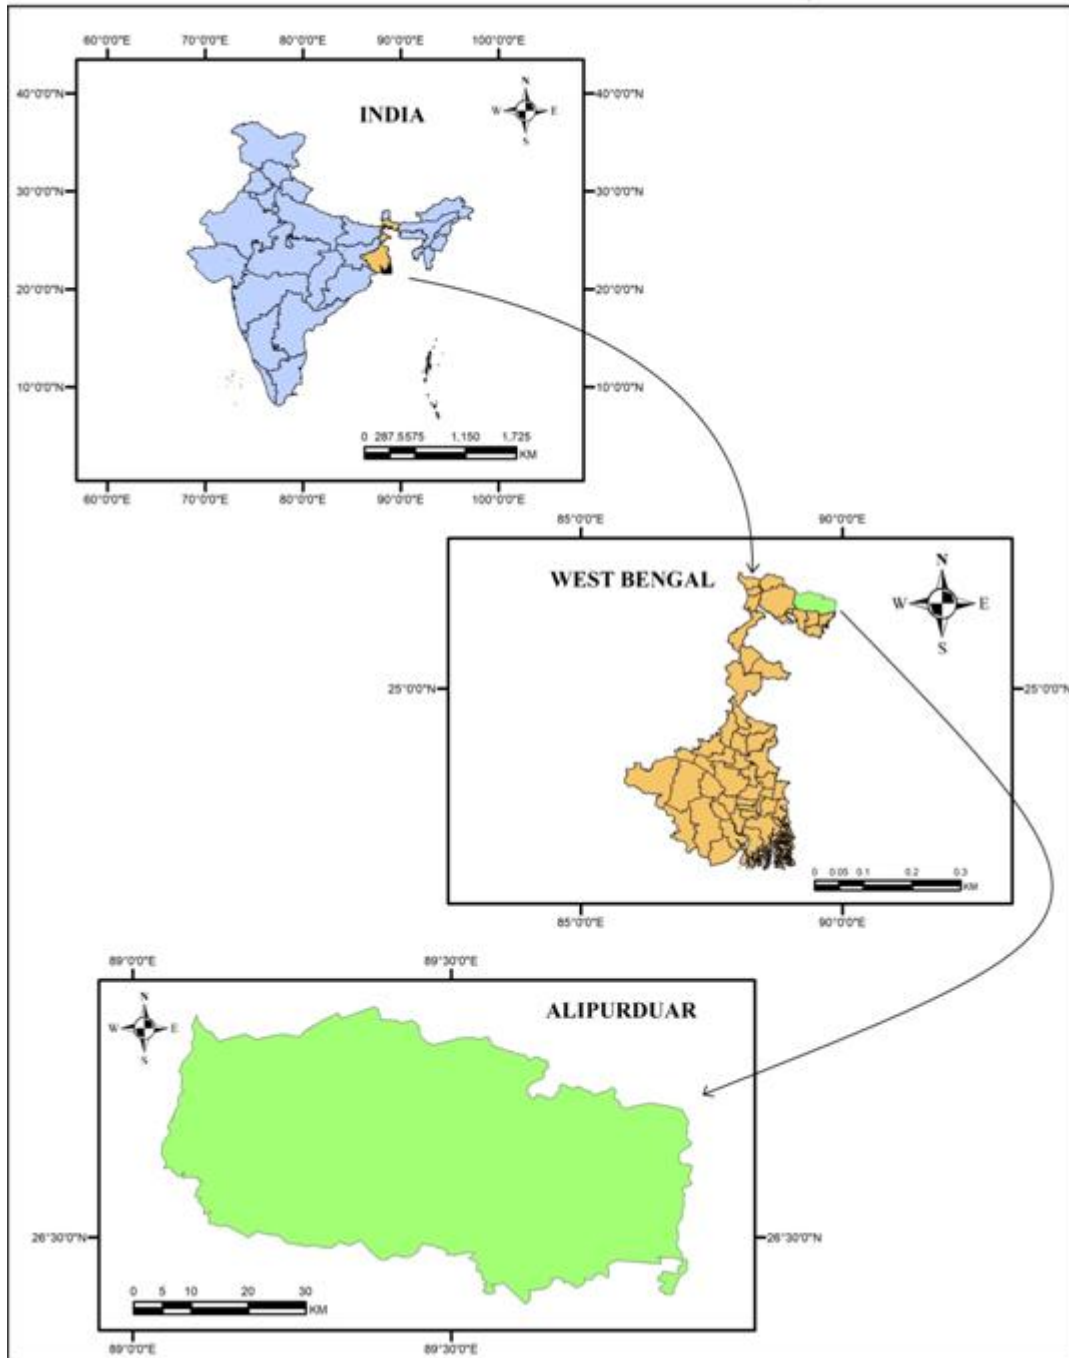 60°0'0"E 70°0'0"E 80°0'0"E 90°0'0"E 100°0'0"E
40°0'0"N 40°0'0"N
INDIA
N
W E
S
30°0'0"N 30°0'0"N
20°0'0"N 20°0'0"N
10°0'0"N 10°0'0"N
0 287.5575 1,150 1,725
KM
60°0'0"E 70°0'0"E 80°0'0"E 90°0'0"E 100°0'0"E
85°0'0"E 90°0'0"E
WEST BENGAL
N
W E
S
25°0'0"N 25°0'0"N
0 0.05 0.1 0.2 0.3
KM
85°0'0"E 90°0'0"E
89°0'0"E 89°30'0"E
ALIPURDUAR
N
W E
S
26°30'0"N 26°30'0"N
0 5 10 20 30
KM
89°0'0"E 89°30'0"E